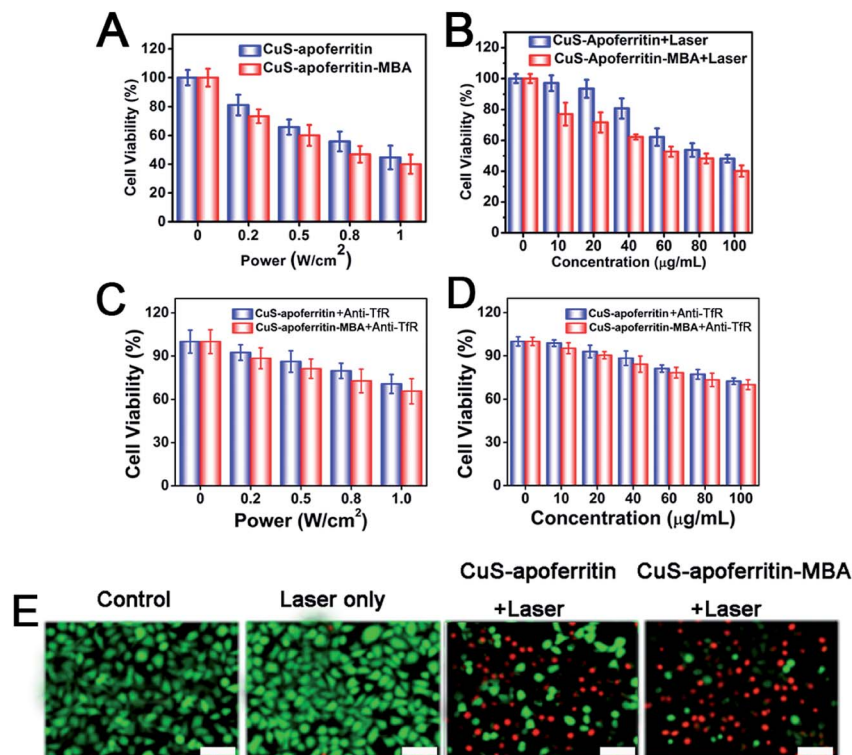 A
CuS-apoferritin
CuS-apoferritin-MBA
Cell Viability (%)
120
100
80
60
40
20
0
0 0.2 0.5 0.8 1
Power (W/cm²)
B
CuS-Apoferritin+Laser
CuS-Apoferritin-MBA+Laser
Cell Viability (%)
120
100
80
60
40
20
0
0 10 20 40 60 80 100
Concentration (μg/mL)
C
CuS-apoferritin+Anti-TfR
CuS-apoferritin-MBA+Anti-TfR
Cell Viability (%)
120
90
60
30
0
0 0.2 0.5 0.8 1.0
Power (W/cm²)
D
CuS-apoferritin+Anti-TfR
CuS-apoferritin-MBA+Anti-TfR
Cell Viability (%)
120
90
60
30
0
0 10 20 40 60 80 100
Concentration (μg/mL)
E
Control
Laser only
CuS-apoferritin
+Laser
CuS-apoferritin-MBA
+Laser